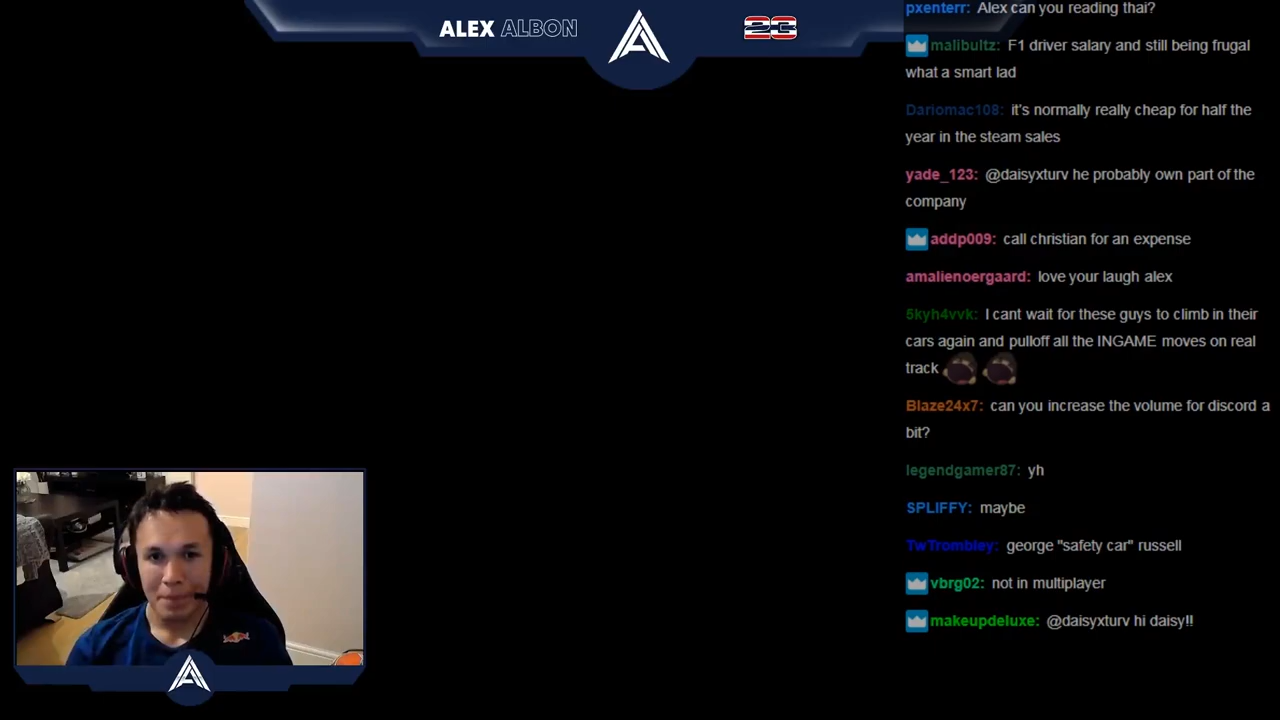 ALEX ALBON
23
pxenterr: Alex can you reading thai?
malibultz: F1 driver salary and still being frugal
what a smart lad
Dariomac108: it's normally really cheap for half the
year in the steam sales
yade_123: @daisyxturv he probably own part of the
company
addp009: call christian for an expense
amalienoergaard: love your laugh alex
5kyh4vvk: I cant wait for these guys to climb in their
cars again and pulloff all the INGAME moves on real
track
Blaze24x7: can you increase the volume for discord a
bit?
legendgamer87: yh
SPLIFFY: maybe
TwTrombley: george "safety car" russell
vbrg02: not in multiplayer
makeupdeluxe: @daisyxturv hi daisy!!